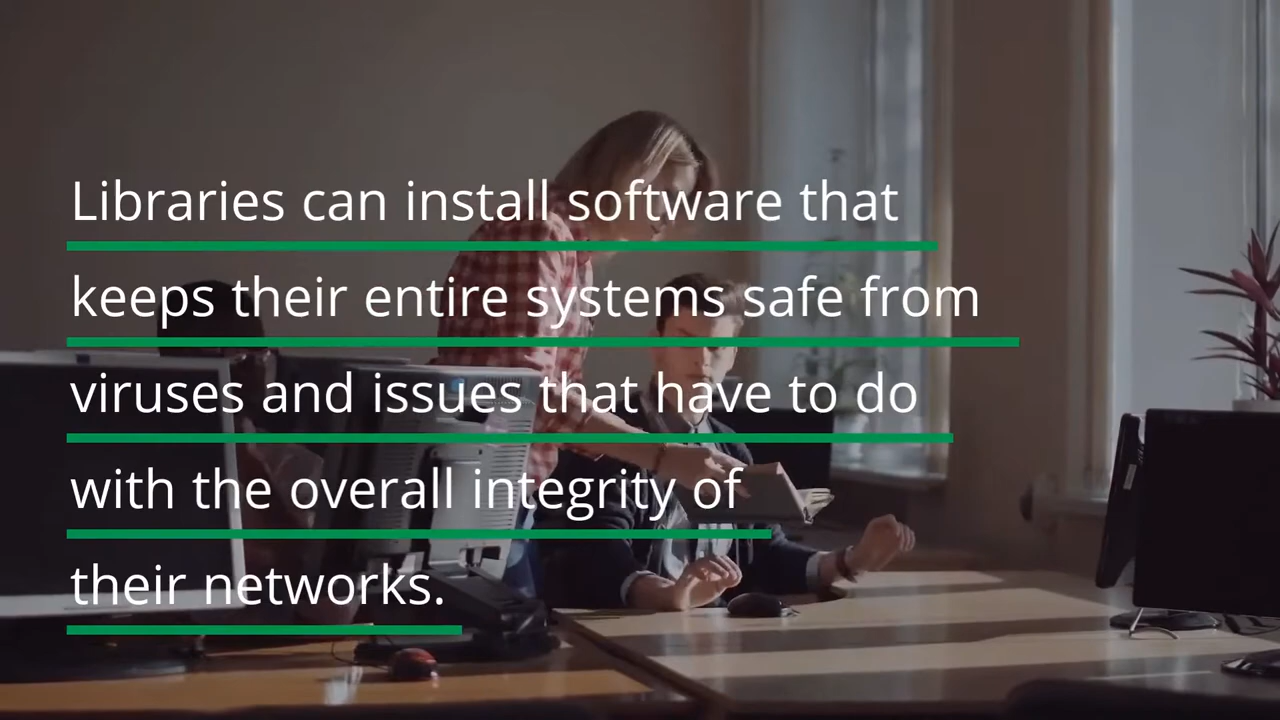 Libraries can install software that
keeps their entire systems safe from
viruses and issues that have to do
with the overall integrity of
their networks.